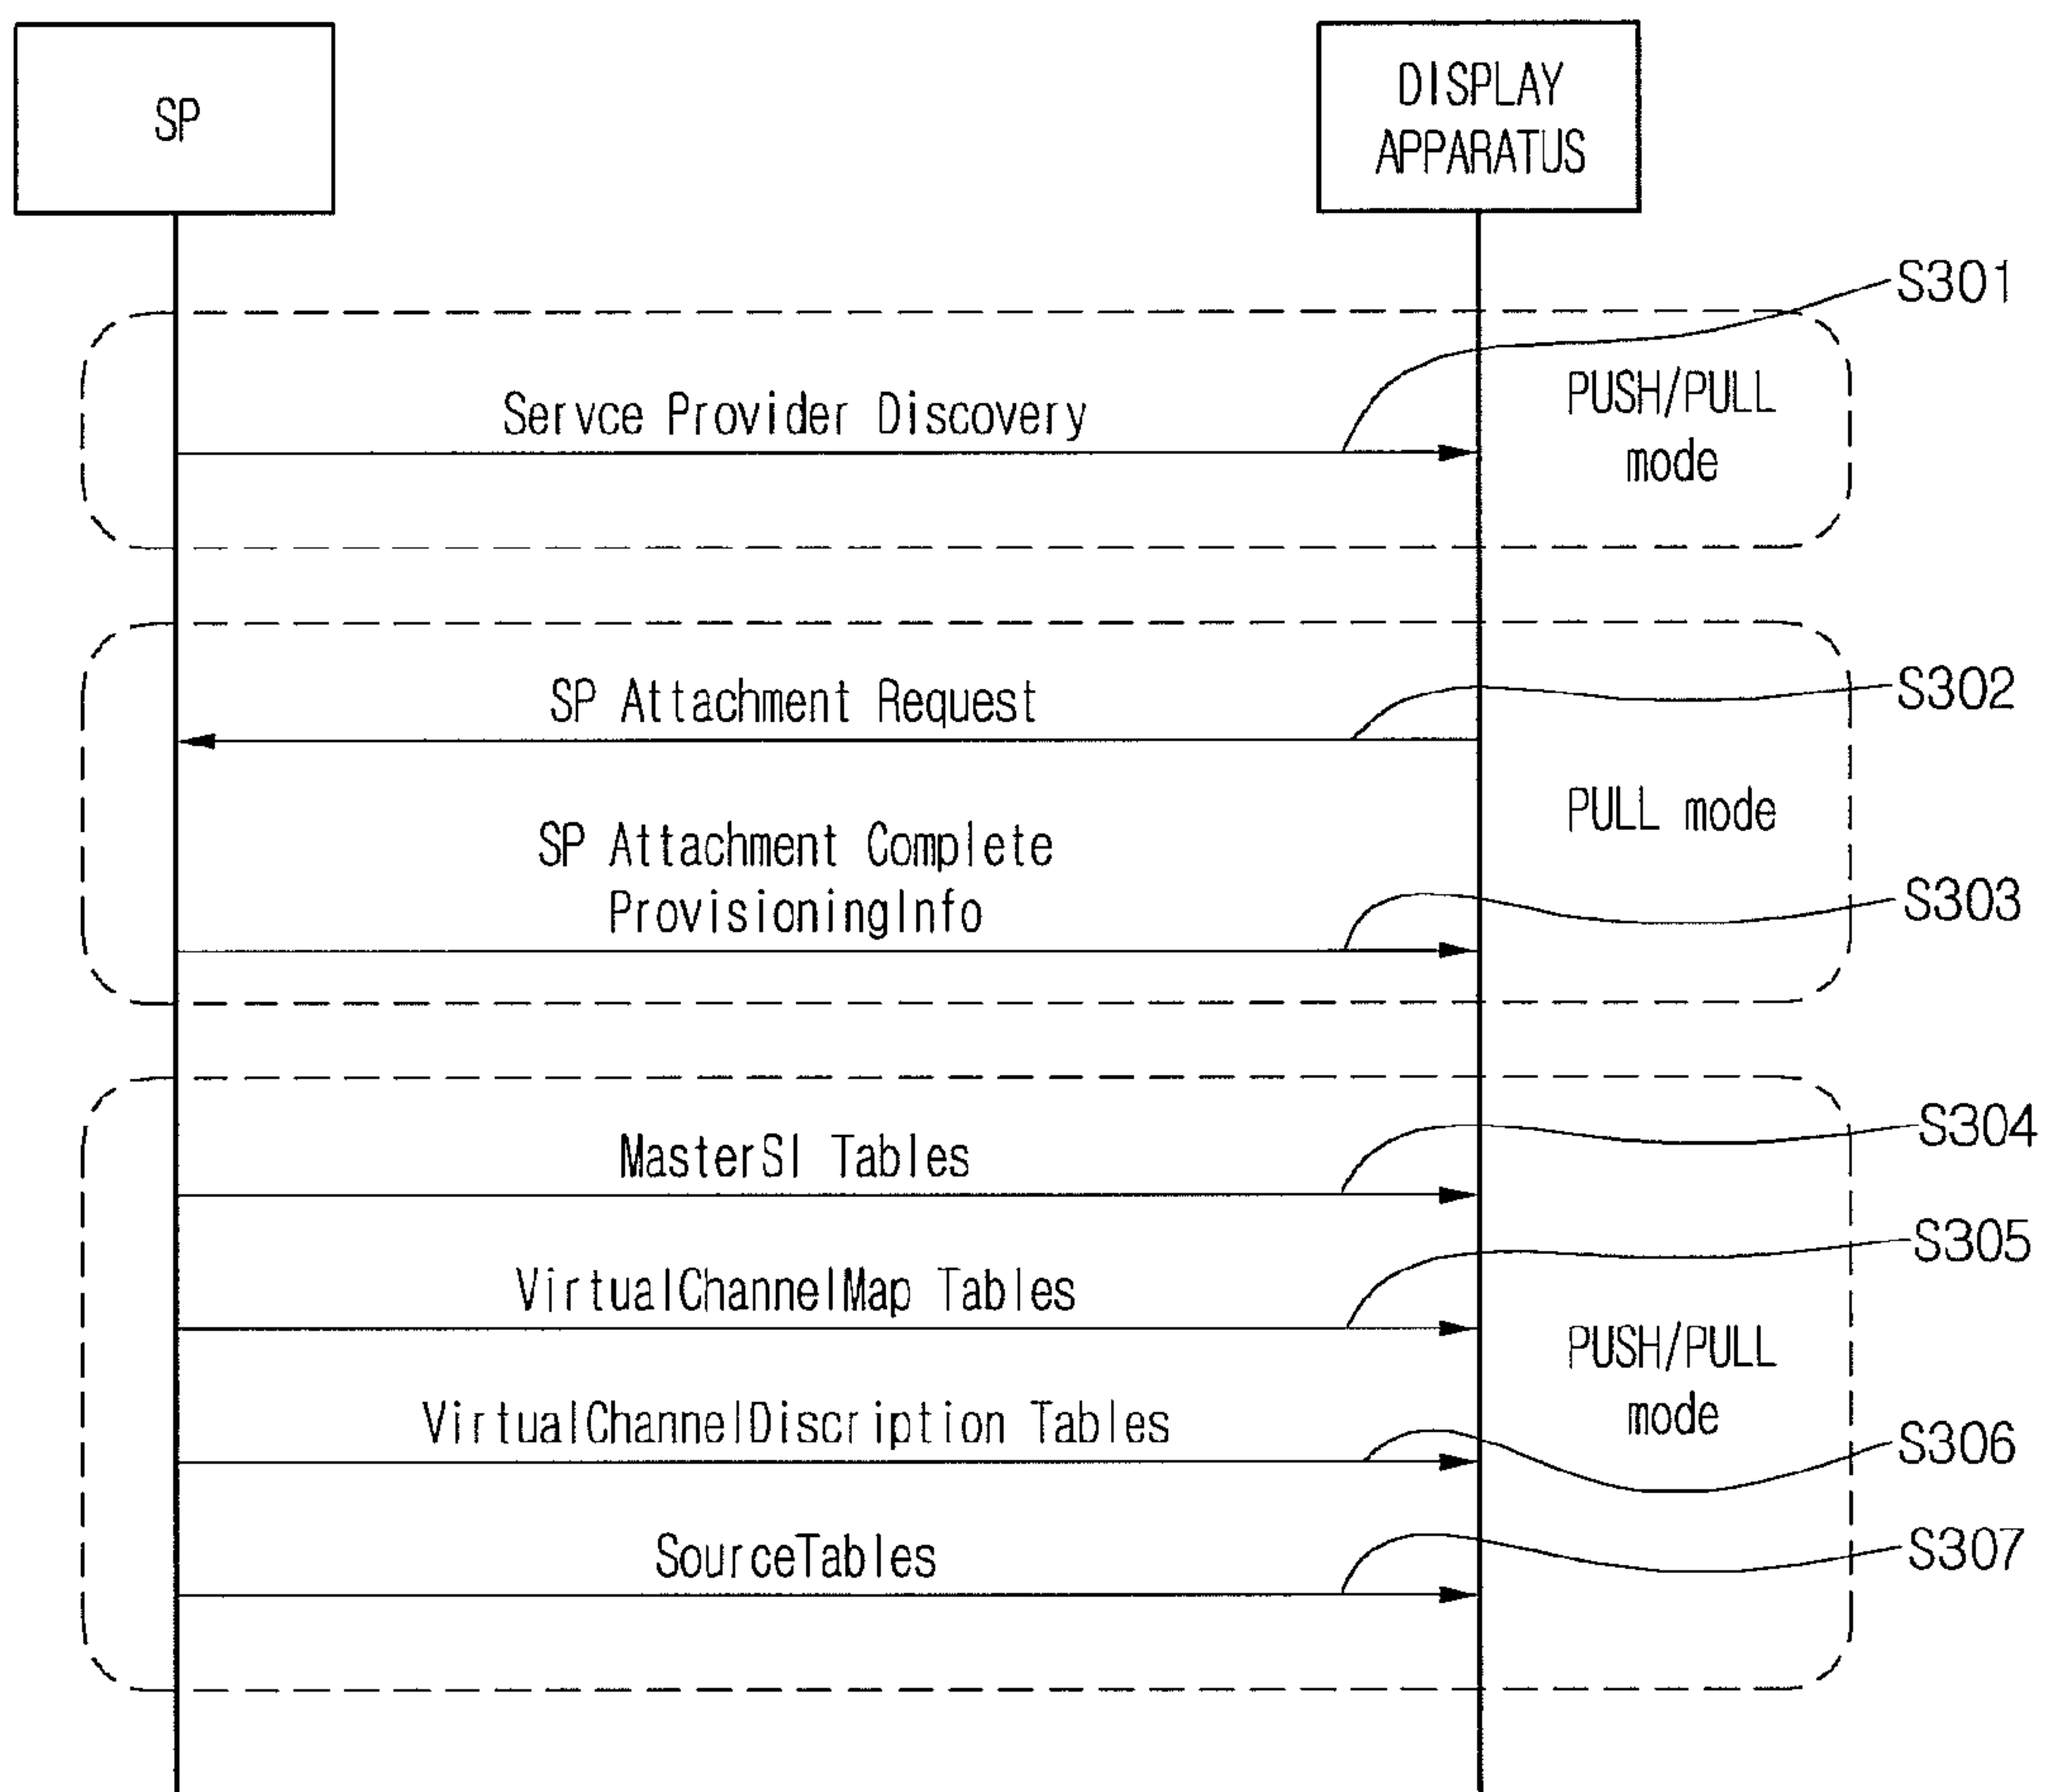 SP
DISPLAY
APPARATUS
S301
Servce Provider Discovery
PUSH/PULL
mode
SP Attachment Request
S302
PULL mode
SP Attachment Complete
ProvisioningInfo
S303
MasterSI Tables
S304
VirtualChannelMap Tables
S305
PUSH/PULL
mode
VirtualChannelDiscription Tables
S306
SourceTables
S307